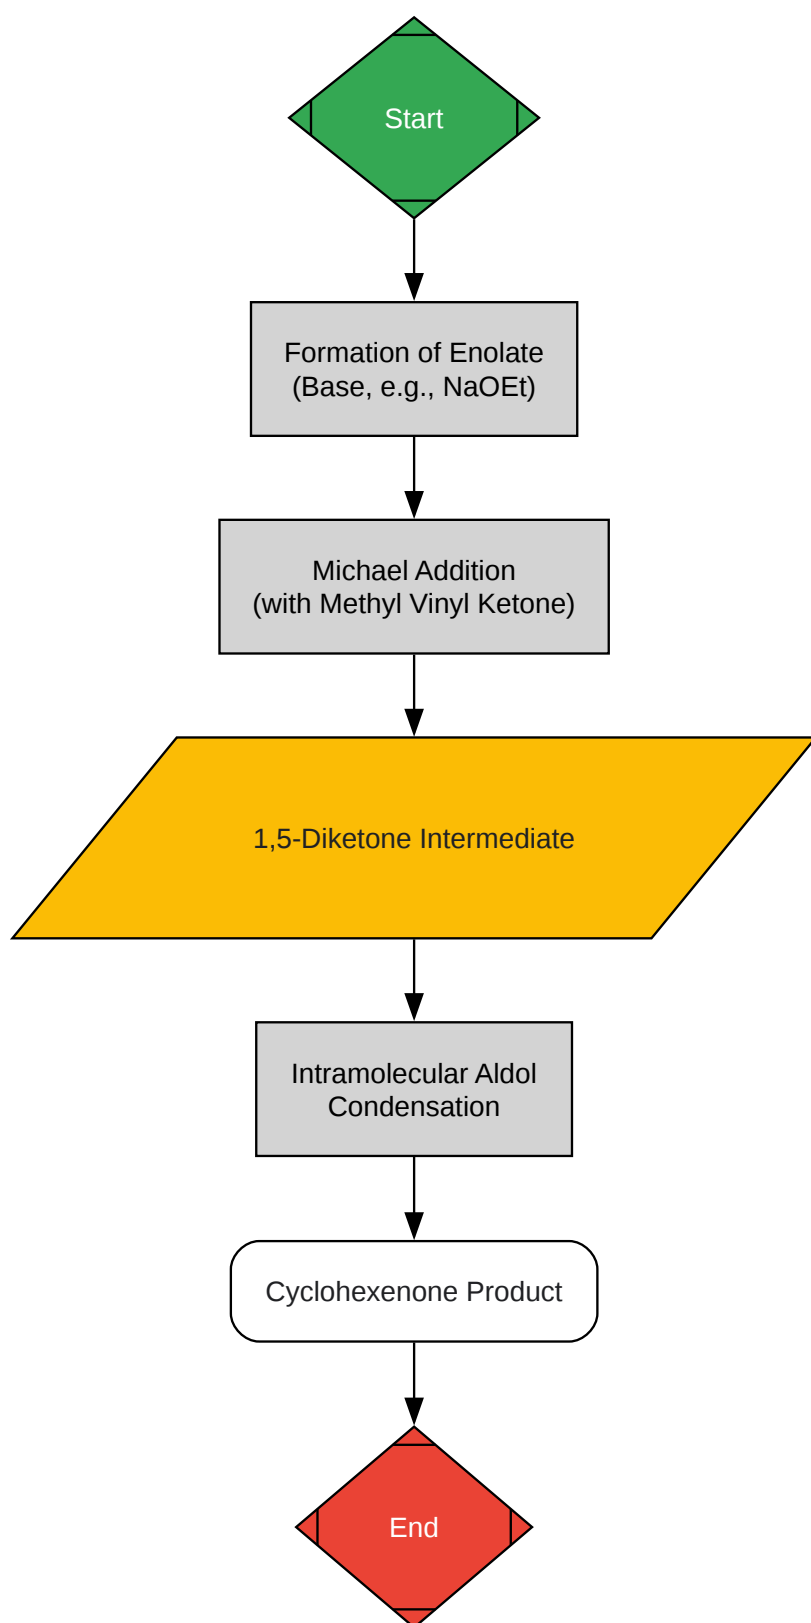 Start
Formation of Enolate
(Base, e.g., NaOEt)
Michael Addition
(with Methyl Vinyl Ketone)
1,5-Diketone Intermediate
Intramolecular Aldol
Condensation
Cyclohexenone Product
End